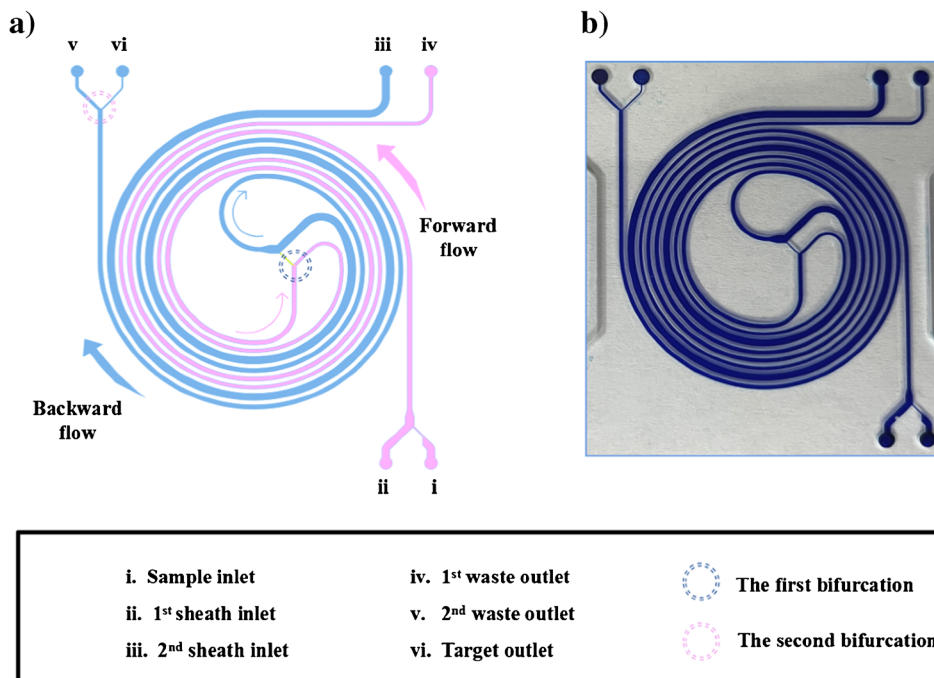 a)
b)
v vi iii iv
Forward
flow
Backward
flow
ii i
i. Sample inlet
ii. 1st sheath inlet
iii. 2nd sheath inlet
iv. 1st waste outlet
v. 2nd waste outlet
vi. Target outlet
The first bifurcation
The second bifurcation